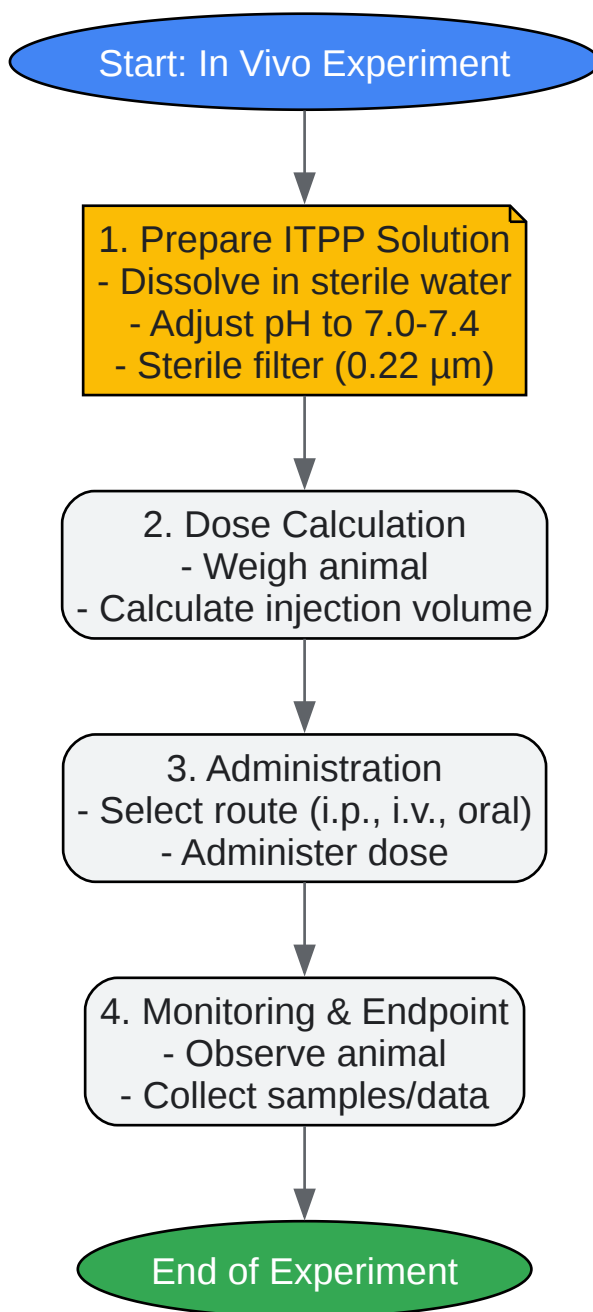 Start: In Vivo Experiment
1. Prepare ITPP Solution
- Dissolve in sterile water
- Adjust pH to 7.0-7.4
- Sterile filter (0.22 µm)
2. Dose Calculation
- Weigh animal
- Calculate injection volume
3. Administration
- Select route (i.p., i.v., oral)
- Administer dose
4. Monitoring & Endpoint
- Observe animal
- Collect samples/data
End of Experiment